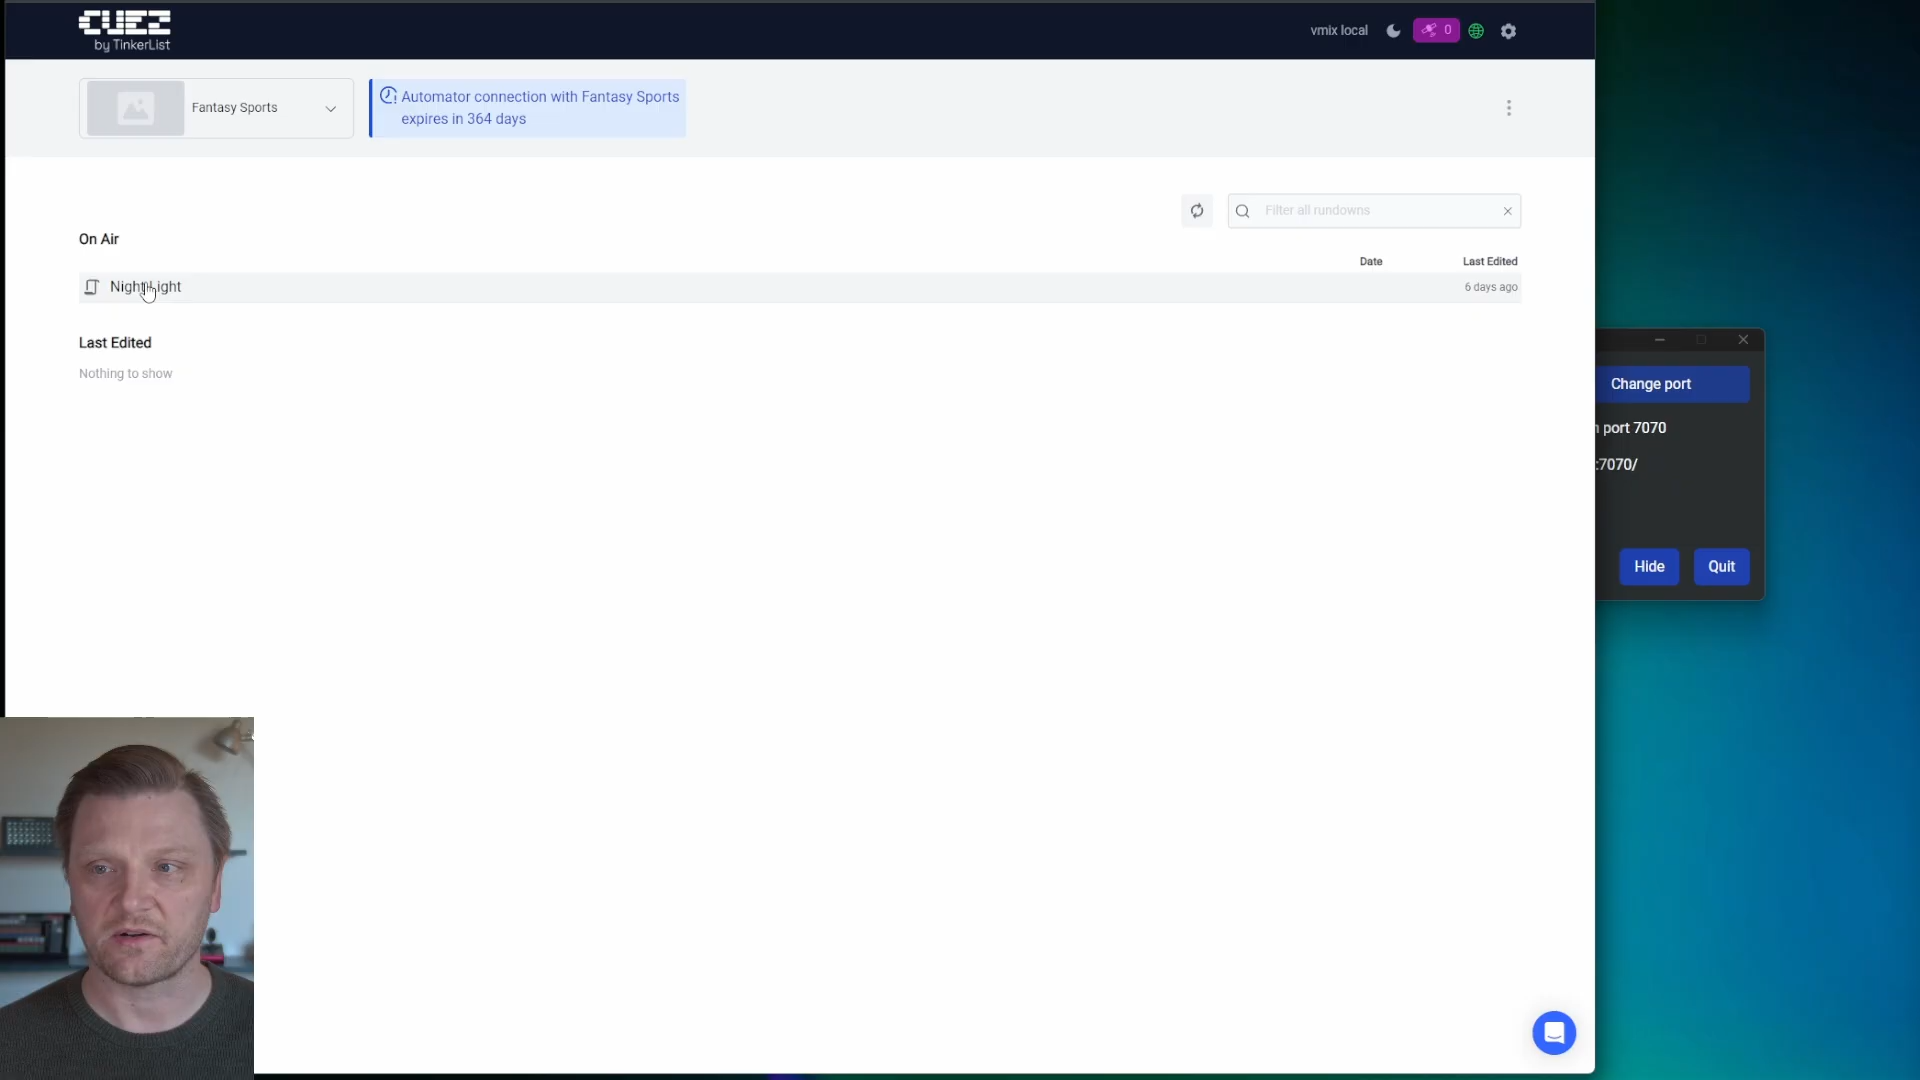 CUEZ
by TinkerList
vmix local
0
Fantasy Sports
Automator connection with Fantasy Sports
expires in 364 days
Filter all rundowns
On Air
Date
Last Edited
6 days ago
Last Edited
Nothing to show
Change port
port 7070
:7070/
Hide
Quit